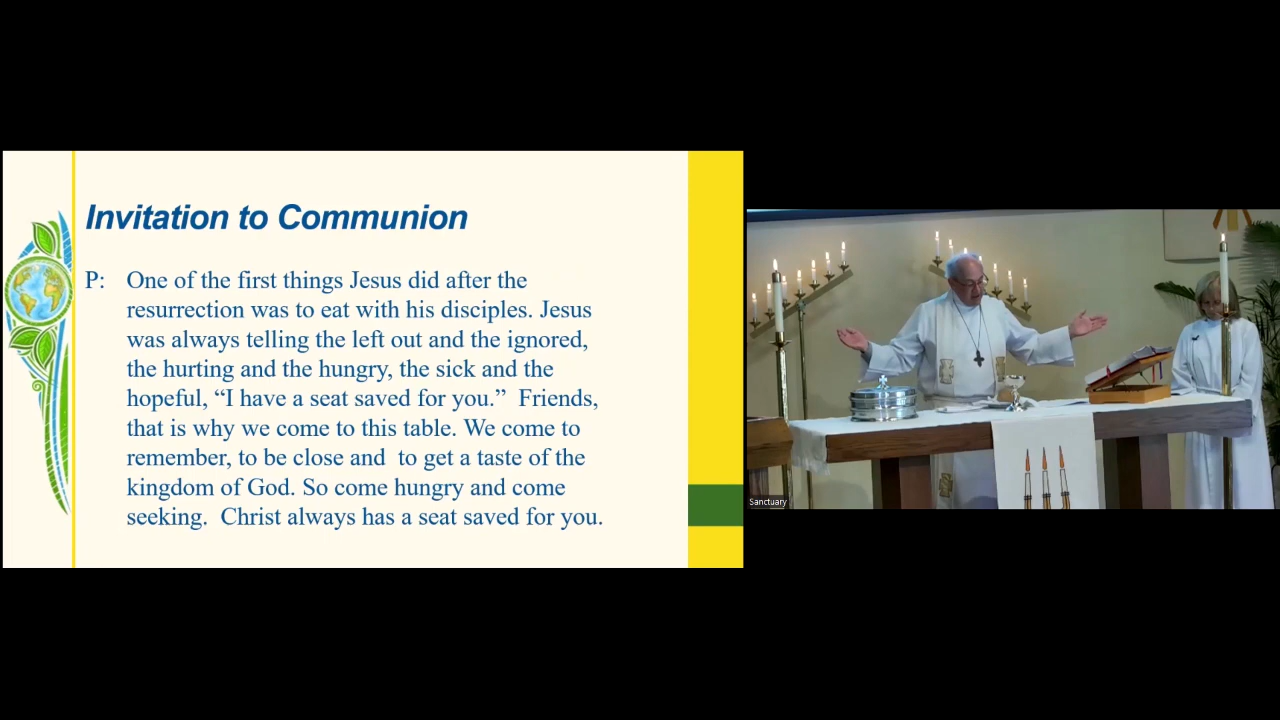 Invitation to Communion
P: One of the first things Jesus did after the
resurrection was to eat with his disciples. Jesus
was always telling the left out and the ignored,
the hurting and the hungry, the sick and the
hopeful, “I have a seat saved for you.”  Friends,
that is why we come to this table. We come to
remember, to be close and  to get a taste of the
kingdom of God. So come hungry and come
seeking.  Christ always has a seat saved for you.
Sanctuary